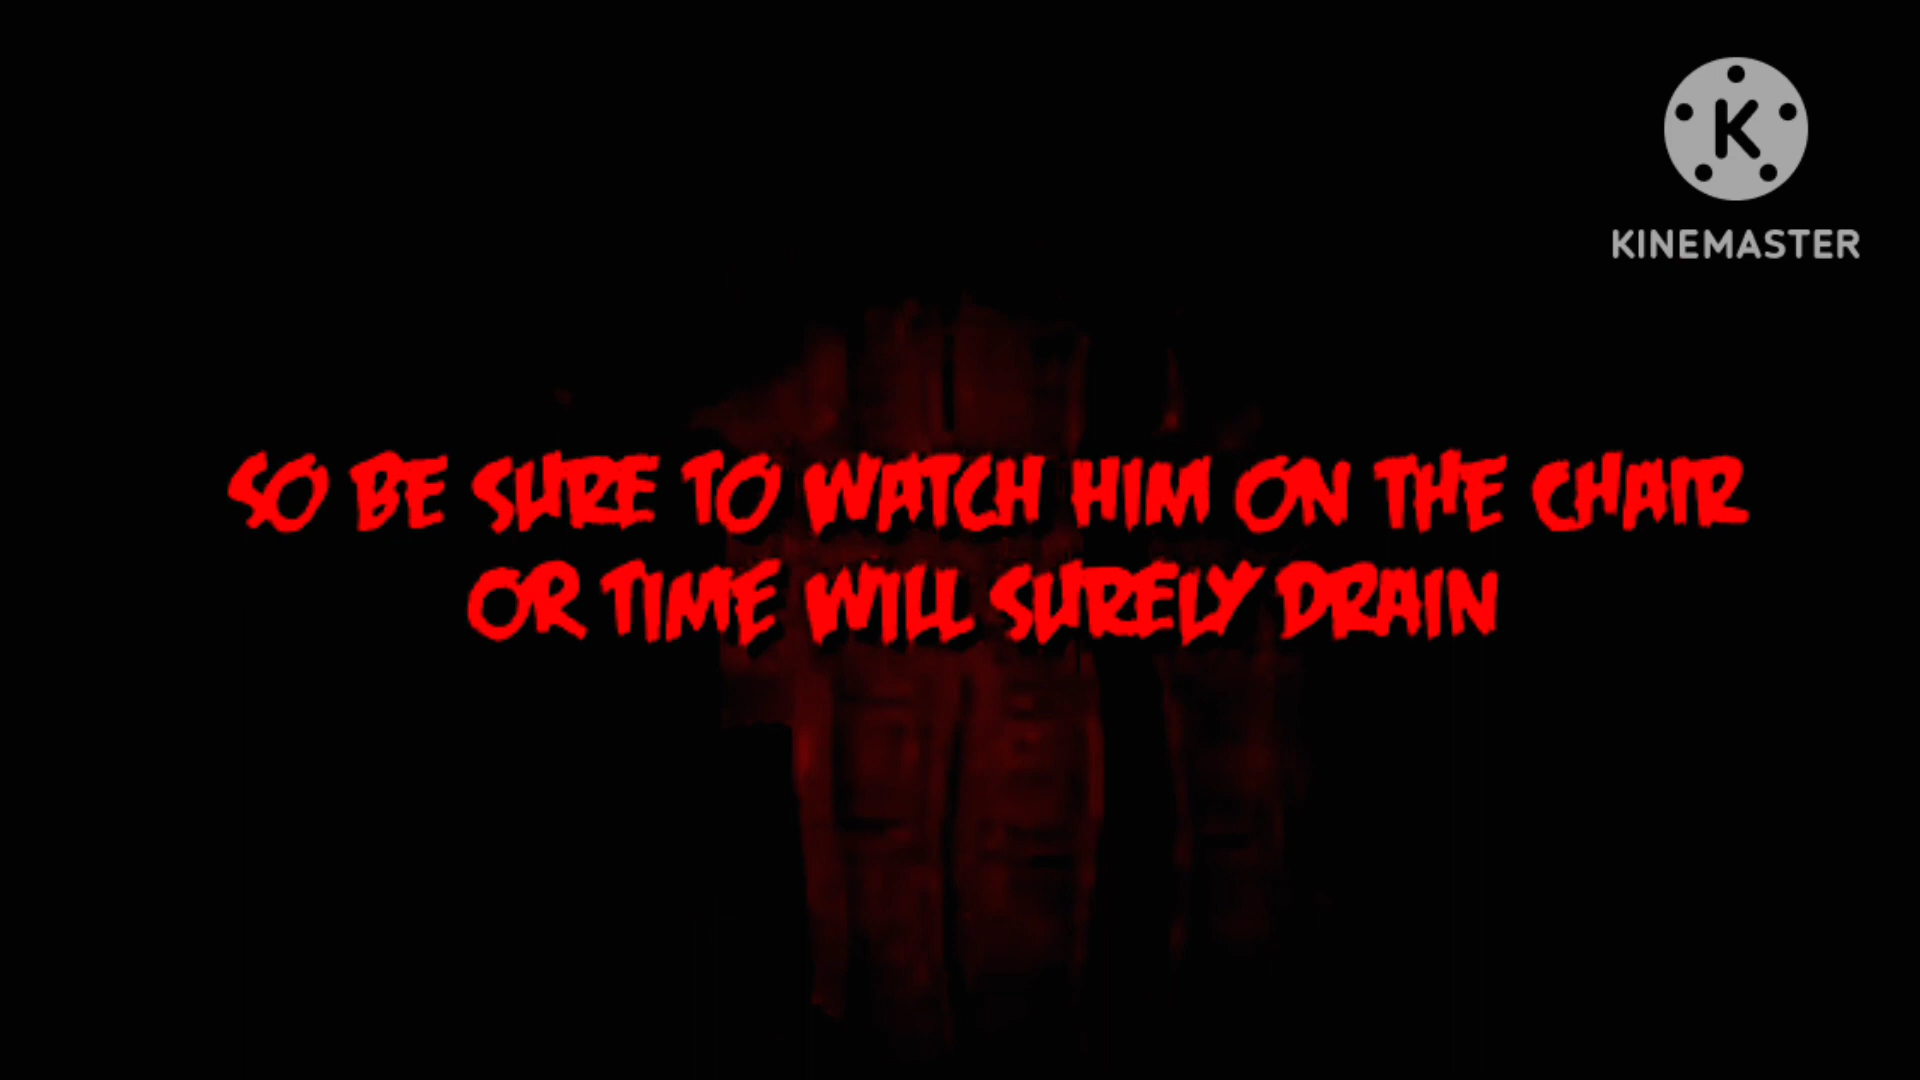 K
KINEMASTER
SO BE SURE TO WATCH HIM ON THE CHAIR
OR TIME WILL SURELY DRAIN